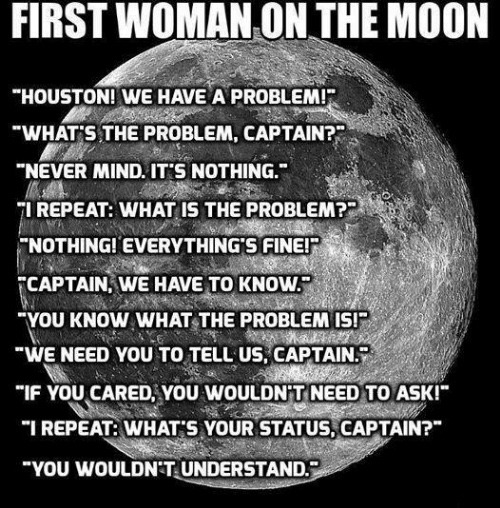 FIRST WOMAN ON THE MOON
"HOUSTON! WE HAVE A PROBLEM!"
"WHAT'S THE PROBLEM, CAPTAIN?"
"NEVER MIND. IT'S NOTHING."
"I REPEAT: WHAT IS THE PROBLEM?"
"NOTHING! EVERYTHING'S FINE!"
"CAPTAIN, WE HAVE TO KNOW."
"YOU KNOW WHAT THE PROBLEM IS!"
"WE NEED YOU TO TELL US, CAPTAIN."
"IF YOU CARED, YOU WOULDN'T NEED TO ASK!"
"I REPEAT: WHAT'S YOUR STATUS, CAPTAIN?"
"YOU WOULDN'T UNDERSTAND."